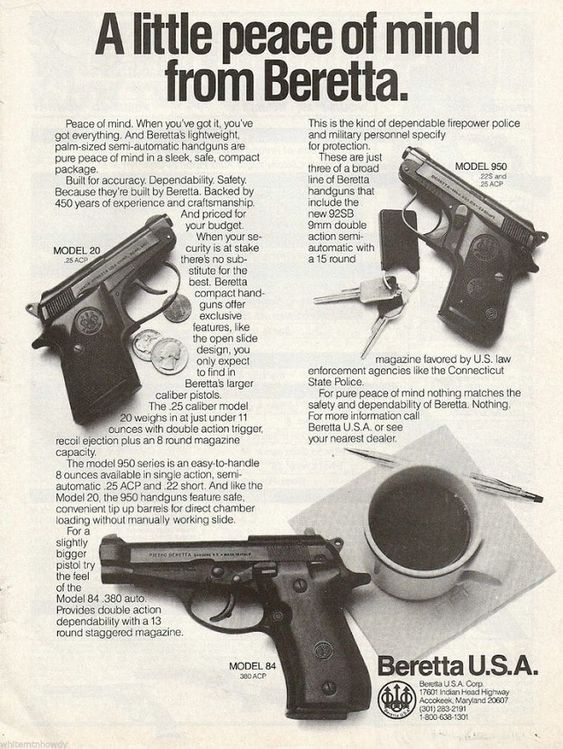 A little peace of mind
from Beretta.
Peace of mind. When you've got it, you've
got everything. And Beretta's lightweight,
palm-sized semi-automatic handguns are
pure peace of mind in a sleek, safe, compact
package.
Built for accuracy. Dependability. Safety.
Because they're built by Beretta. Backed by
450 years of experience and craftsmanship.
And priced for
your budget.
When your se-
curity is at stake
there's no sub-
stitute for the
best. Beretta
compact hand-
guns offer
exclusive
features, like
the open slide
design, you
only expect
to find in
Beretta's larger
caliber pistols.
The .25 caliber model
20 weighs in at just under 11
ounces with double action trigger,
recoil ejection plus an 8 round magazine
capacity.
The model 950 series is an easy-to-handle
8 ounces available in single action, semi-
automatic .25 ACP and .22 short. And like the
Model 20, the 950 handguns feature safe,
convenient tip up barrels for direct chamber
loading without manually working slide.
For a
slightly
bigger
pistol try
the feel
of the
Model 84 .380 auto.
Provides double action
dependability with a 13
round staggered magazine.
MODEL 20
.25 ACP
This is the kind of dependable firepower police
and military personnel specify
for protection.
These are just
three of a broad
line of Beretta
handguns that
include the
new 92SB
9mm double
action semi-
automatic with
a 15 round
magazine favored by U.S. law
enforcement agencies like the Connecticut
State Police.
For pure peace of mind nothing matches the
safety and dependability of Beretta. Nothing.
For more information call
Beretta U.S.A. or see
your nearest dealer.
MODEL 950
.22S and
.25 ACP
PIETRO BERETTA
MODEL 84
380 ACP
Beretta U.S.A.
Beretta U.S.A. Corp.
17601 Indian Head Highway
Accokeek, Maryland 20607
(301) 283-2191
1-800-638-1301
whitemtnhowdy